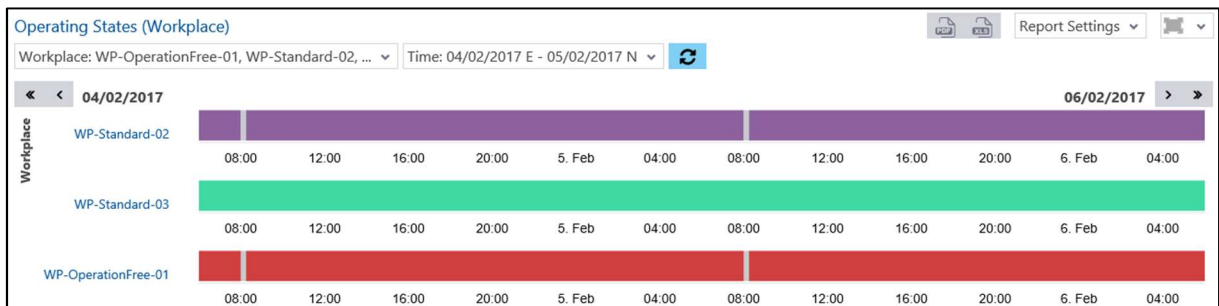 Operating States (Workplace)
PDF XLS Report Settings
Workplace: WP-OperationFree-01, WP-Standard-02, ... Time: 04/02/2017 E - 05/02/2017 N
« < 04/02/2017 06/02/2017 > »
Workplace
WP-Standard-02
08:00 12:00 16:00 20:00 5. Feb 04:00 08:00 12:00 16:00 20:00 6. Feb 04:00
WP-Standard-03
08:00 12:00 16:00 20:00 5. Feb 04:00 08:00 12:00 16:00 20:00 6. Feb 04:00
WP-OperationFree-01
08:00 12:00 16:00 20:00 5. Feb 04:00 08:00 12:00 16:00 20:00 6. Feb 04:00